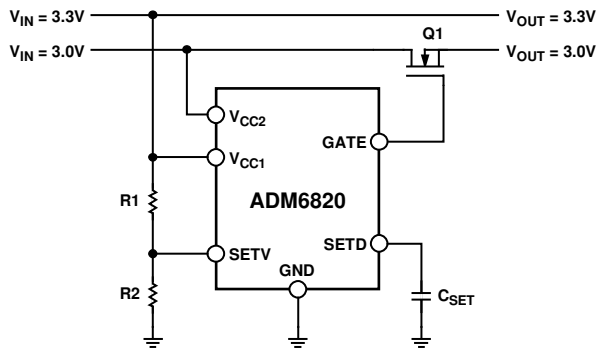 VIN = 3.3V
VOUT = 3.3V
VIN = 3.0V
Q1
VOUT = 3.0V
VCC2
GATE
VCC1
R1
ADM6820
SETV
SETD
GND
R2
CSET